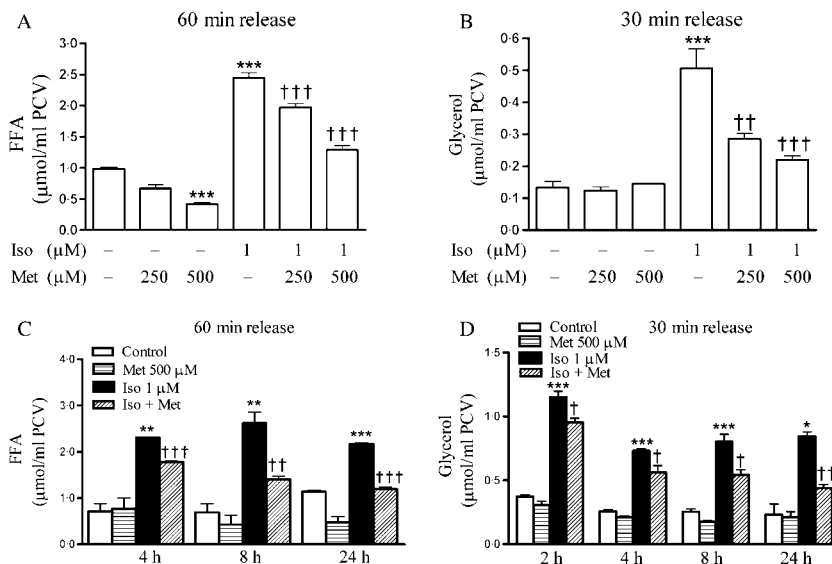 A
60 min release
3·0
2·5
2·0
1·5
1·0
0·5
0·0
FFA
(µmol/ml PCV)
***
***
†††
†††
Iso (µM) – – – 1 1 1
Met (µM) – 250 500 – 250 500
B
30 min release
0·6
0·5
0·4
0·3
0·2
0·1
0·0
Glycerol
(µmol/ml PCV)
***
††
†††
Iso (µM) – – – 1 1 1
Met (µM) – 250 500 – 250 500
C
60 min release
4·0
3·0
2·0
1·0
0·0
FFA
(µmol/ml PCV)
Control
Met 500 µM
Iso 1 µM
Iso + Met
**
†††
**
††
***
†††
4 h 8 h 24 h
D
30 min release
1·5
1·0
0·5
0·0
Glycerol
(µmol/ml PCV)
Control
Met 500 µM
Iso 1 µM
Iso + Met
***
†
***
†
***
†
*
††
2 h 4 h 8 h 24 h